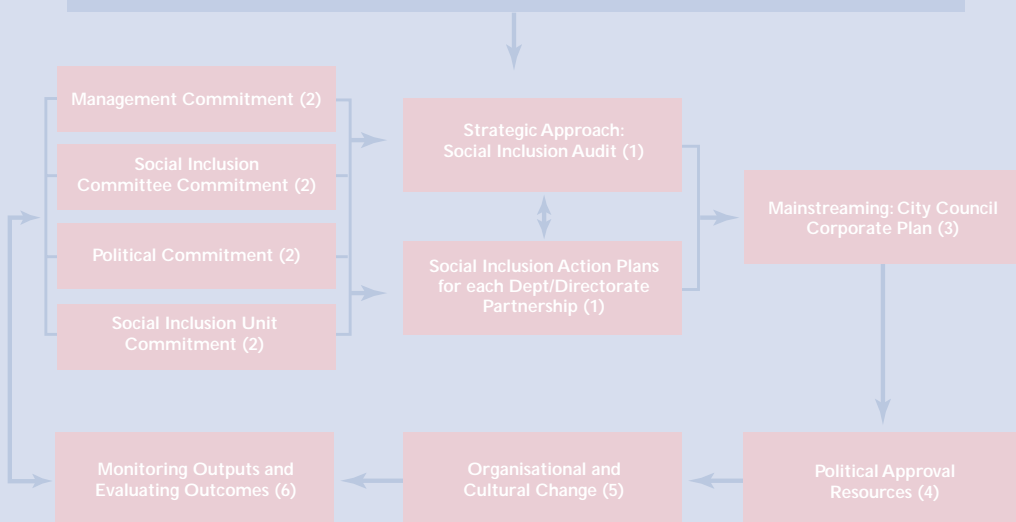 Management Commitment (2)
Social Inclusion
Committee Commitment (2)
Political Commitment (2)
Social Inclusion Unit
Commitment (2)
Strategic Approach:
Social Inclusion Audit (1)
Social Inclusion Action Plans
for each Dept/Directorate
Partnership (1)
Mainstreaming: City Council
Corporate Plan (3)
Monitoring Outputs and
Evaluating Outcomes (6)
Organisational and
Cultural Change (5)
Political Approval
Resources (4)